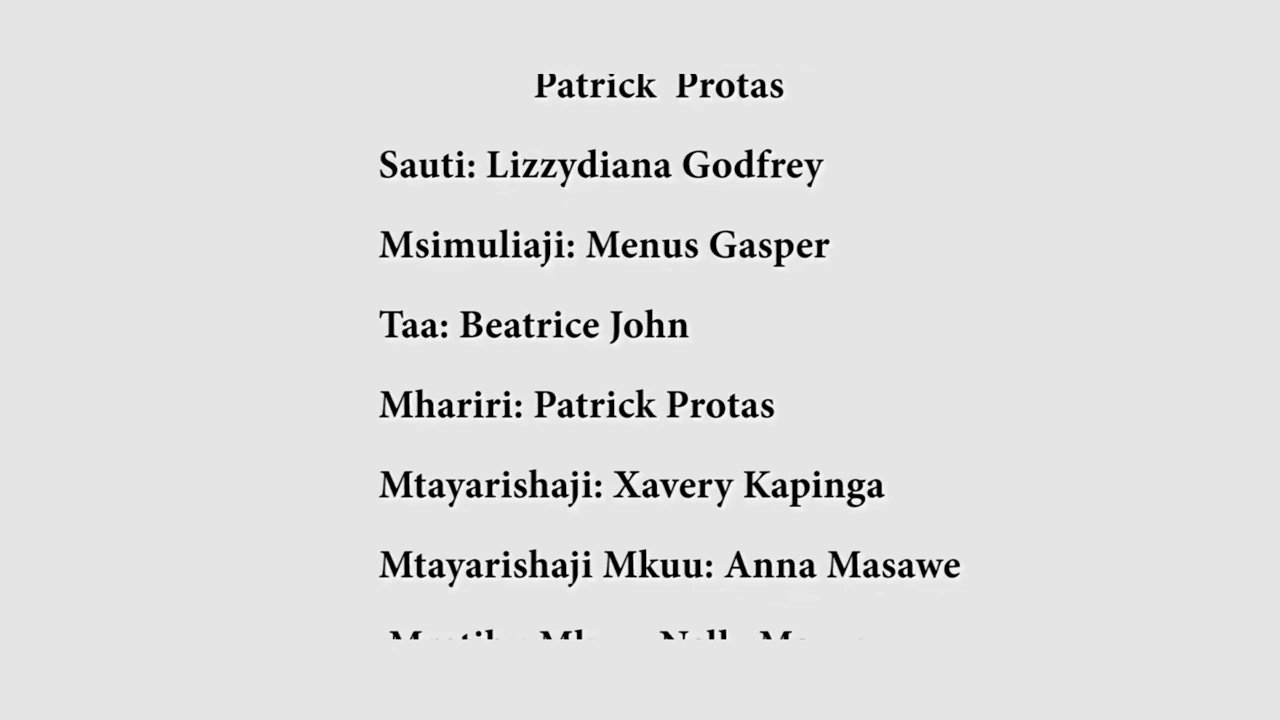 Patrick Protas
Sauti: Lizzydiana Godfrey
Msimuliaji: Menus Gasper
Taa: Beatrice John
Mhariri: Patrick Protas
Mtayarishaji: Xavery Kapinga
Mtayarishaji Mkuu: Anna Masawe